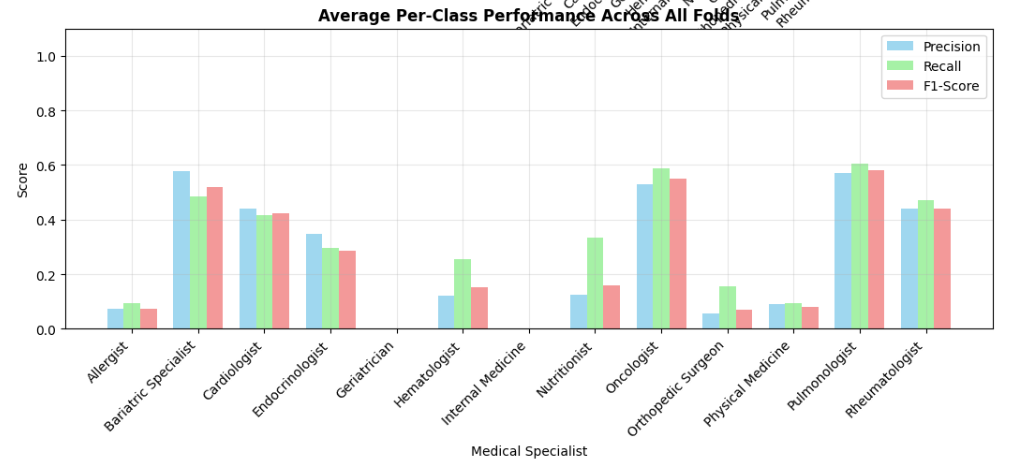 Average Per-Class Performance Across All Folds
Precision
Recall
F1-Score
1.0
0.8
0.6
0.4
0.2
0.0
Score
Allergist
Bariatric Specialist
Cardiologist
Endocrinologist
Geriatrician
Hematologist
Internal Medicine
Nutritionist
Oncologist
Orthopedic Surgeon
Physical Medicine
Pulmonologist
Rheumatologist
Medical Specialist